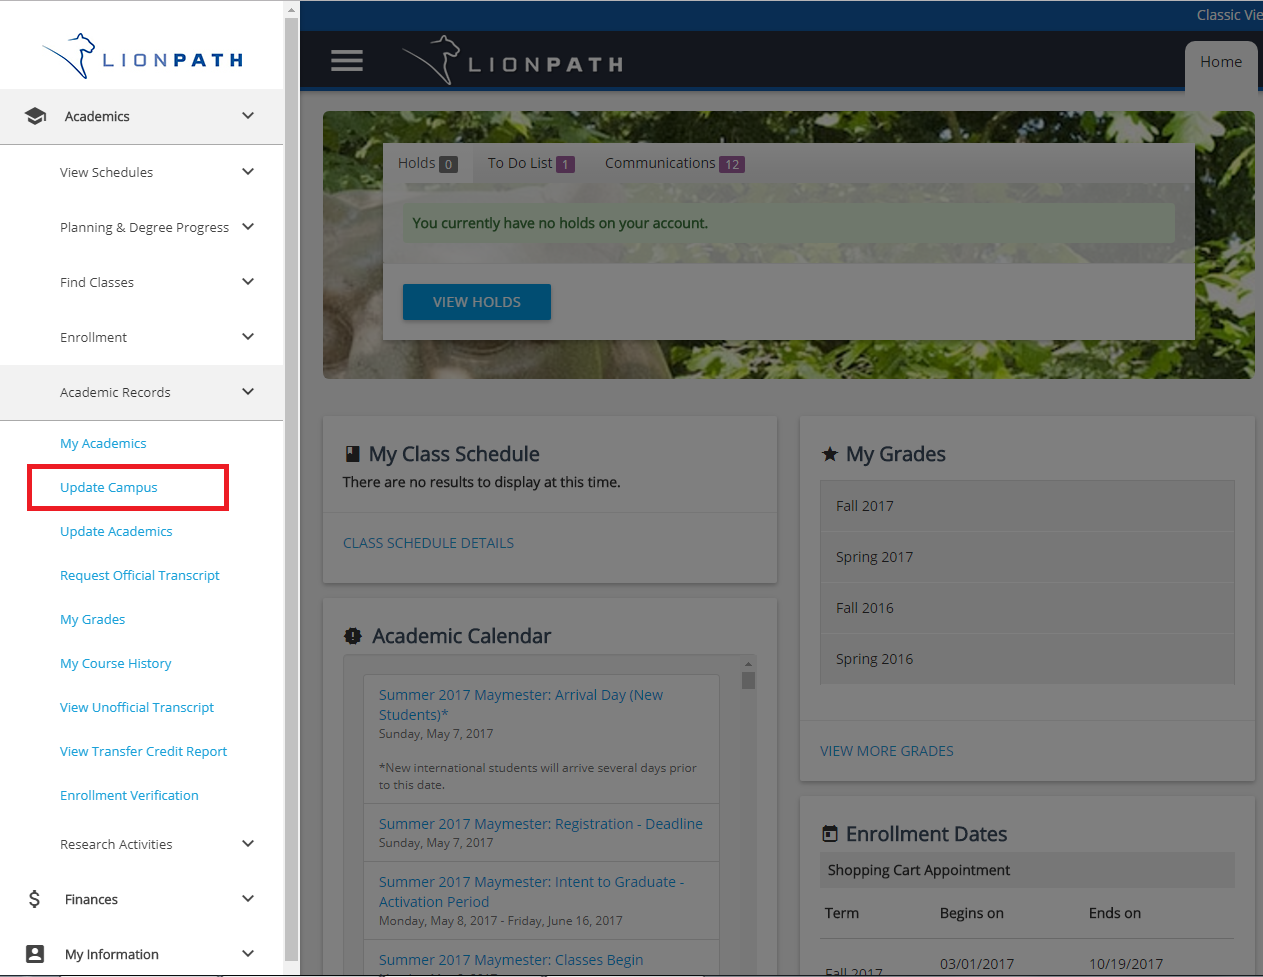 LIONPATH
Academics
View Schedules
Planning & Degree Progress
Find Classes
Enrollment
Academic Records
My Academics
Update Campus
Update Academics
Request Official Transcript
My Grades
My Course History
View Unofficial Transcript
View Transfer Credit Report
Enrollment Verification
Research Activities
$ Finances
My Information
Classic Vie
LIONPATH
Home
Holds 0 To Do List 1 Communications 12
You currently have no holds on your account.
VIEW HOLDS
My Class Schedule
There are no results to display at this time.
CLASS SCHEDULE DETAILS
Academic Calendar
Summer 2017 Maymester: Arrival Day (New
Students)*
Sunday, May 7, 2017
*New international students will arrive several days prior
to this date.
Summer 2017 Maymester: Registration - Deadline
Sunday, May 7, 2017
Summer 2017 Maymester: Intent to Graduate -
Activation Period
Monday, May 8, 2017 - Friday, June 16, 2017
Summer 2017 Maymester: Classes Begin
My Grades
Fall 2017
Spring 2017
Fall 2016
Spring 2016
VIEW MORE GRADES
Enrollment Dates
Shopping Cart Appointment
Term Begins on Ends on
Fall 2017 03/01/2017 10/19/2017